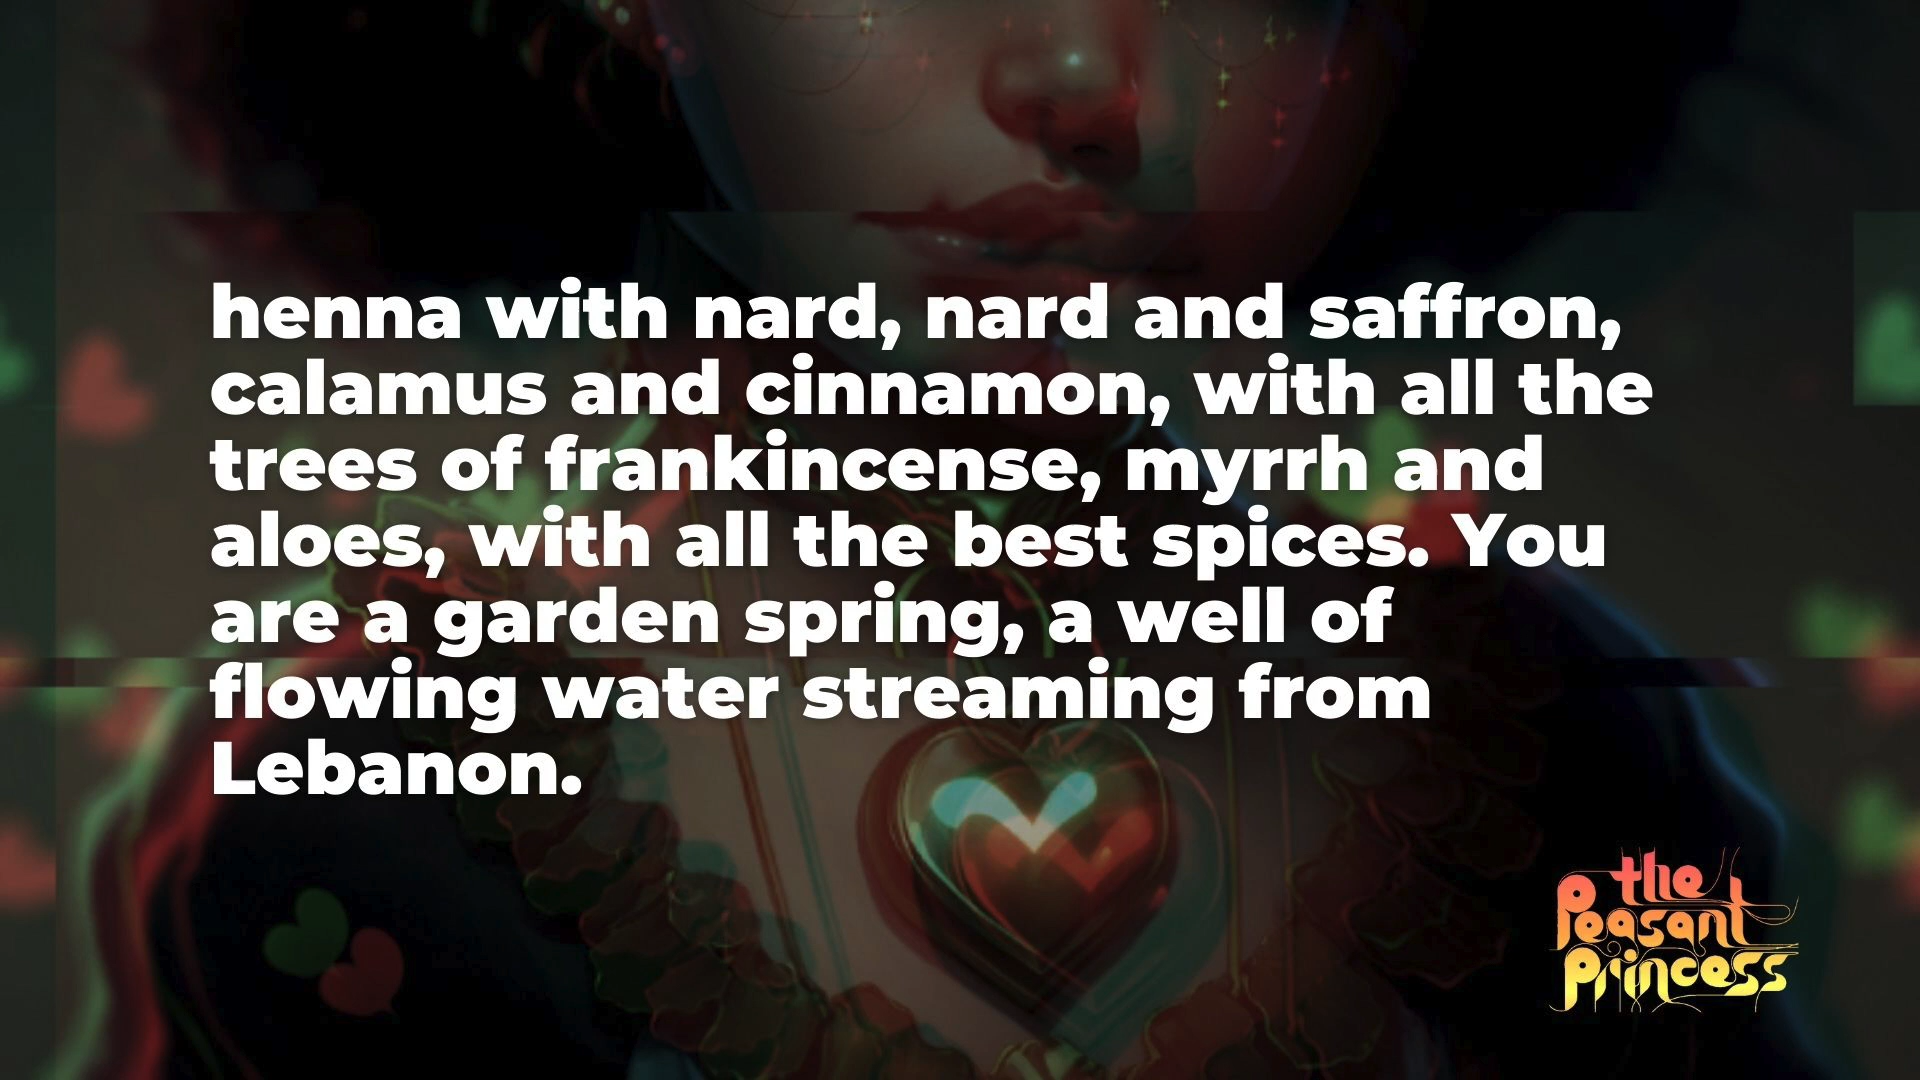 henna with nard, nard and saffron,
calamus and cinnamon, with all the
trees of frankincense, myrrh and
aloes, with all the best spices. You
are a garden spring, a well of
flowing water streaming from
Lebanon.
the
Peasant
Princess